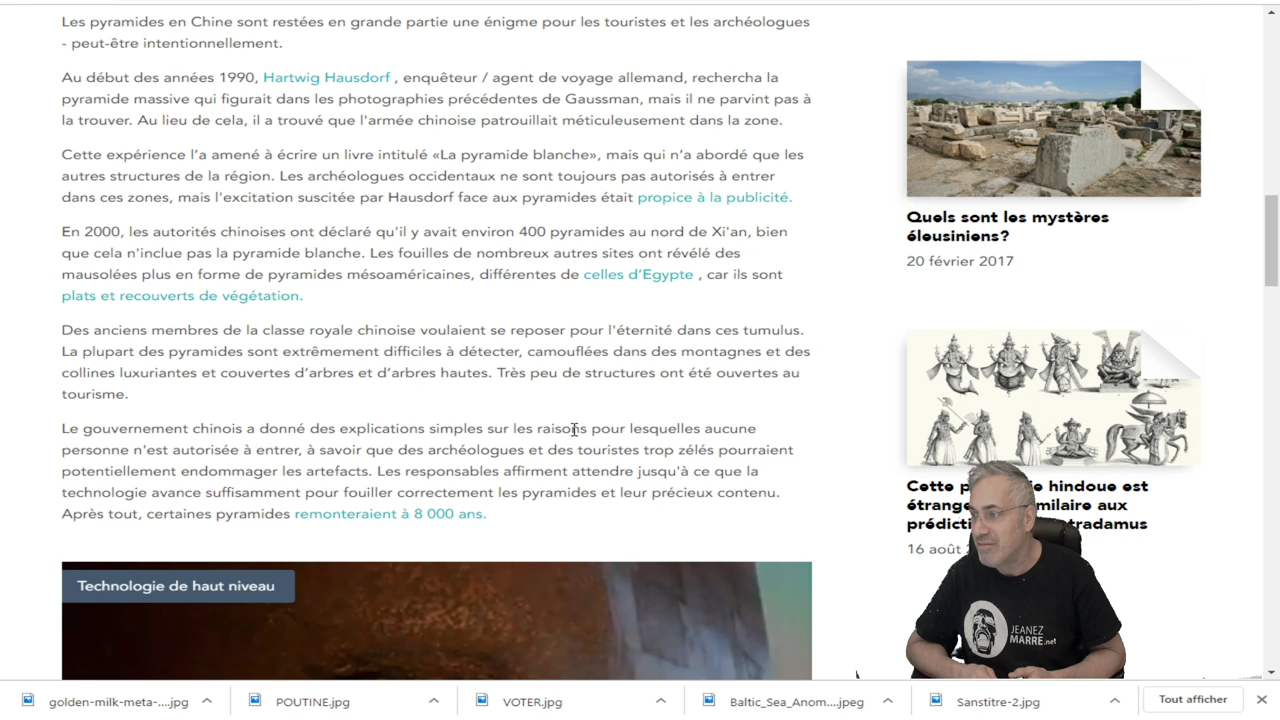 Les pyramides en Chine sont restées en grande partie une énigme pour les touristes et les archéologues
- peut-être intentionnellement.
Au début des années 1990, Hartwig Hausdorf , enquêteur / agent de voyage allemand, rechercha la
pyramide massive qui figurait dans les photographies précédentes de Gaussman, mais il ne parvint pas à
la trouver. Au lieu de cela, il a trouvé que l'armée chinoise patrouillait méticuleusement dans la zone.
Cette expérience l’a amené à écrire un livre intitulé «La pyramide blanche», mais qui n’a abordé que les
autres structures de la région. Les archéologues occidentaux ne sont toujours pas autorisés à entrer
dans ces zones, mais l'excitation suscitée par Hausdorf face aux pyramides était propice à la publicité.
En 2000, les autorités chinoises ont déclaré qu'il y avait environ 400 pyramides au nord de Xi'an, bien
que cela n'inclue pas la pyramide blanche. Les fouilles de nombreux autres sites ont révélé des
mausolées plus en forme de pyramides mésoaméricaines, différentes de celles d’Egypte , car ils sont
plats et recouverts de végétation.
Des anciens membres de la classe royale chinoise voulaient se reposer pour l'éternité dans ces tumulus.
La plupart des pyramides sont extrêmement difficiles à détecter, camouflées dans des montagnes et des
collines luxuriantes et couvertes d’arbres et d’arbres hautes. Très peu de structures ont été ouvertes au
tourisme.
Le gouvernement chinois a donné des explications simples sur les raisons pour lesquelles aucune
personne n'est autorisée à entrer, à savoir que des archéologues et des touristes trop zélés pourraient
potentiellement endommager les artefacts. Les responsables affirment attendre jusqu'à ce que la
technologie avance suffisamment pour fouiller correctement les pyramides et leur précieux contenu.
Après tout, certaines pyramides remonteraient à 8 000 ans.
Technologie de haut niveau
Quels sont les mystères
éleusiniens?
20 février 2017
Cette hindoue est
étrange milaire aux
prédicti tradamus
16 août
JEANEZ
MARRE.net
golden-milk-meta-....jpg
POUTINE.jpg
VOTER.jpg
Baltic_Sea_Anom....jpeg
Sanstitre-2.jpg
Tout afficher